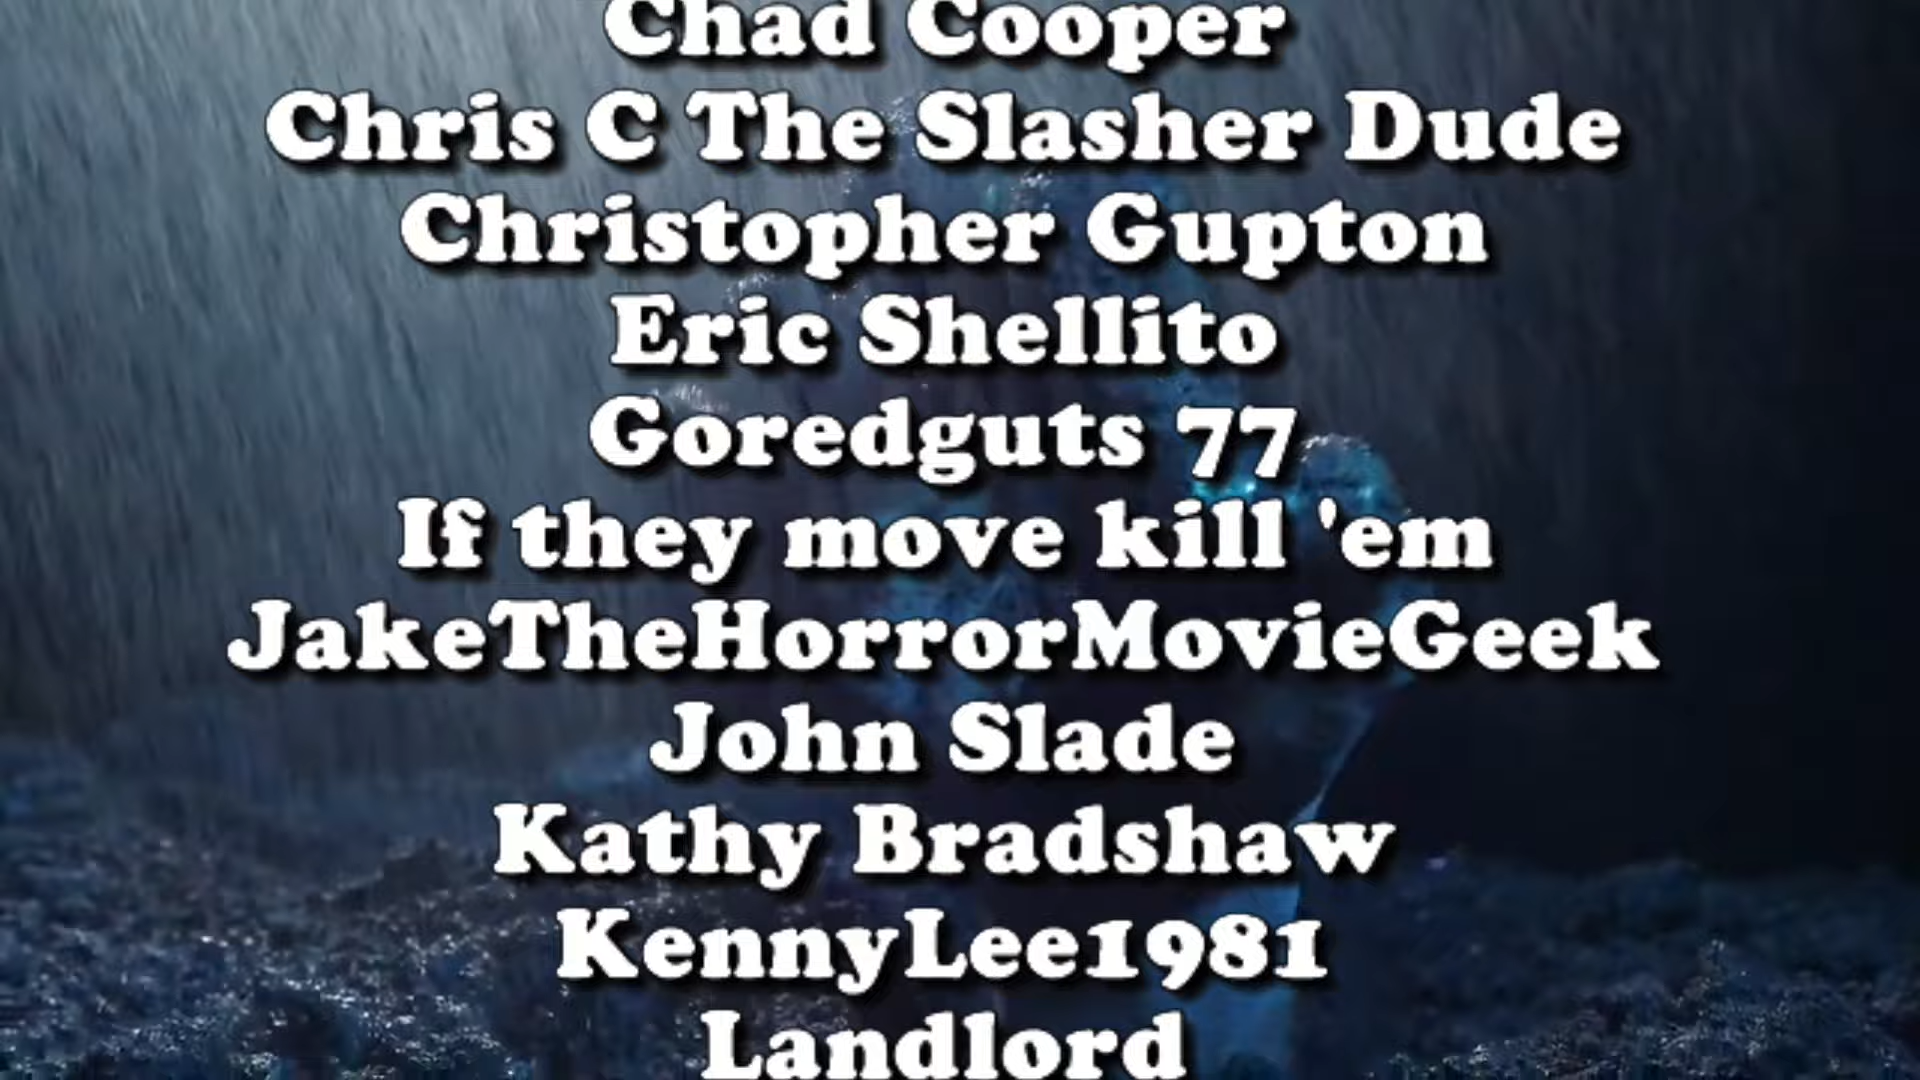 Chad Cooper
Chris C The Slasher Dude
Christopher Gupton
Eric Shellito
Goredguts 77
If they move kill 'em
JakeTheHorrorMovieGeek
John Slade
Kathy Bradshaw
KennyLee1981
Landlord